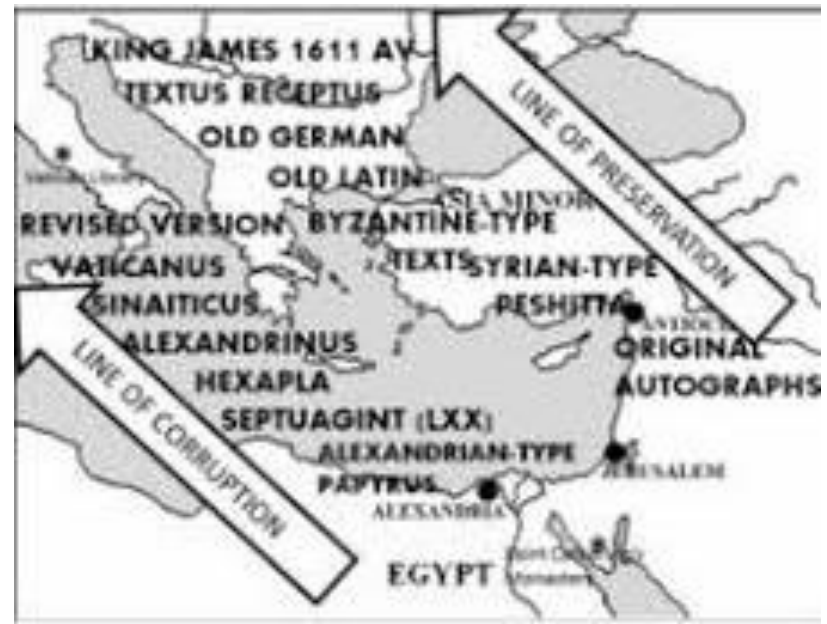 KING JAMES 1611 AV
TEXTUS RECEPTUS
OLD GERMAN
OLD LATIN
LINE OF PRESERVATION
ASIA MINOR
REVISED VERSION
BYZANTINE-TYPE
TEXTS
SYRIAN-TYPE
PESHITTA
VATICANUS
SINAITICUS
ALEXANDRINUS
HEXAPLA
SEPTUAGINT (LXX)
ALEXANDRIAN-TYPE
PAPYRUS
LINE OF CORRUPTION
ORIGINAL
AUTOGRAPHS
JERUSALEM
ALEXANDRIA
EGYPT
Monastery